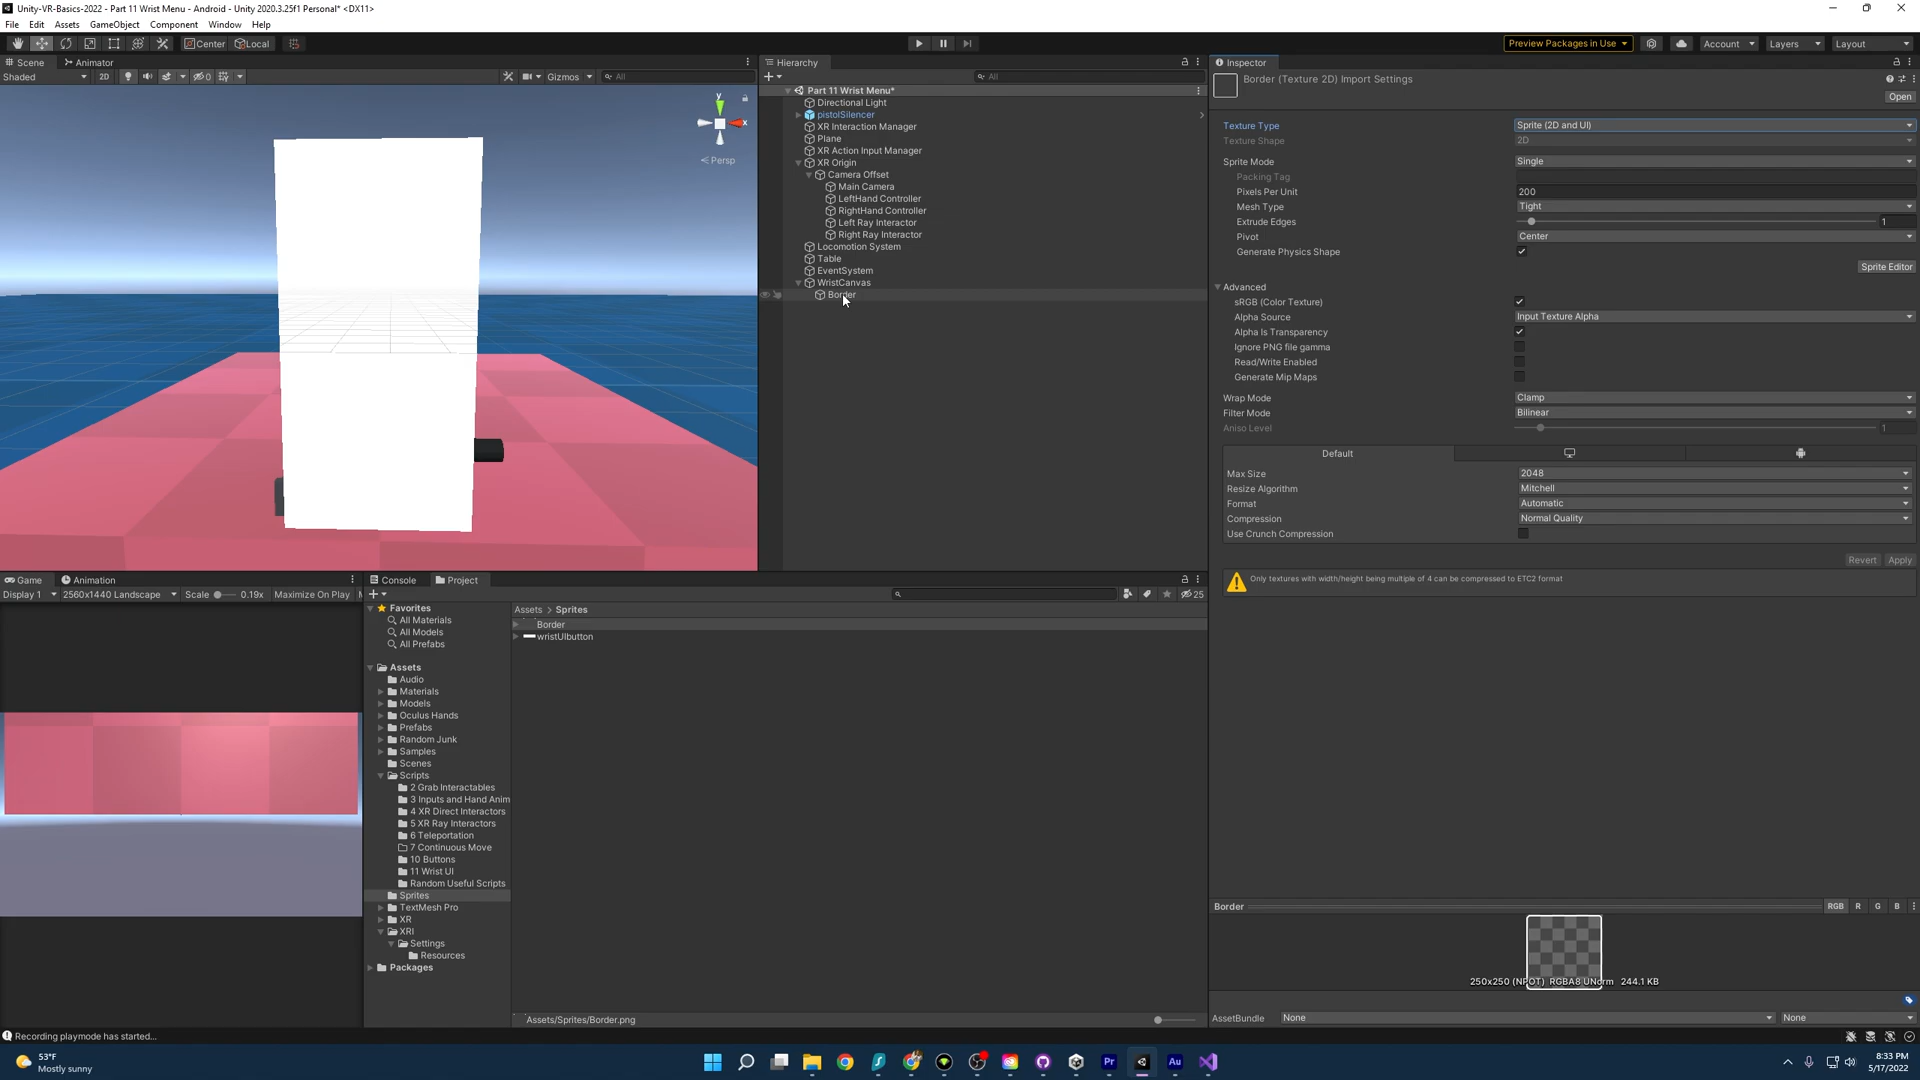 Unity-VR-Basics-2022 - Part 11 Wrist Menu - Android - Unity 2020.3.25f1 Personal* <DX11>
File Edit Assets GameObject Component Window Help
Center Local
Preview Packages in Use Account Layers Layout
Scene Animator
Shaded 2D 0 Gizmos All
y
x
Persp
Hierarchy
All
Part 11 Wrist Menu*
Directional Light
pistolSilencer
XR Interaction Manager
Plane
XR Action Input Manager
XR Origin
Camera Offset
Main Camera
LeftHand Controller
RightHand Controller
Left Ray Interactor
Right Ray Interactor
Locomotion System
Table
EventSystem
WristCanvas
Border
Inspector
Border (Texture 2D) Import Settings
Open
Texture Type Sprite (2D and UI)
Texture Shape 2D
Sprite Mode Single
Packing Tag
Pixels Per Unit 200
Mesh Type Tight
Extrude Edges 1
Pivot Center
Generate Physics Shape
Sprite Editor
Advanced
sRGB (Color Texture)
Alpha Source Input Texture Alpha
Alpha Is Transparency
Ignore PNG file gamma
Read/Write Enabled
Generate Mip Maps
Wrap Mode Clamp
Filter Mode Bilinear
Aniso Level 1
Default
Max Size 2048
Resize Algorithm Mitchell
Format Automatic
Compression Normal Quality
Use Crunch Compression
Revert Apply
Only textures with width/height being multiple of 4 can be compressed to ETC2 format
Game Animation
Display 1 2560x1440 Landscape Scale 0.19x Maximize On Play
Console Project
25
Favorites
All Materials
All Models
All Prefabs
Assets
Audio
Materials
Models
Oculus Hands
Prefabs
Random Junk
Samples
Scenes
Scripts
2 Grab Interactables
3 Inputs and Hand Anim
4 XR Direct Interactors
5 XR Ray Interactors
6 Teleportation
7 Continuous Move
10 Buttons
11 Wrist UI
Random Useful Scripts
Sprites
TextMesh Pro
XR
XRI
Settings
Resources
Packages
Assets > Sprites
Border
wristUIbutton
Assets/Sprites/Border.png
Border RGB R G B
250x250 (NPOT) RGBA8 UNorm 244.1 KB
AssetBundle None None
Recording playmode has started...
53°F
Mostly sunny
Pr Au
8:33 PM
5/17/2022